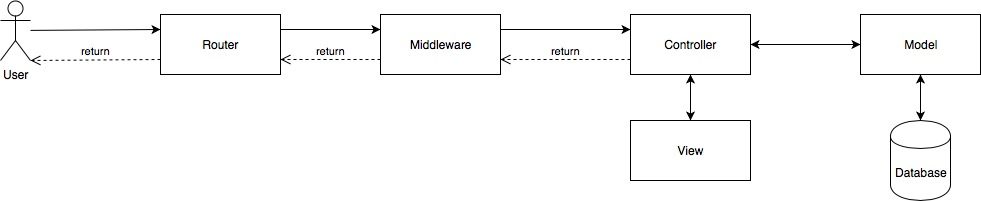 return
return
return
Router
Middleware
Controller
Model
User
View
Database